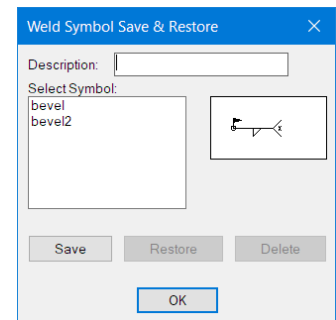 Weld Symbol Save & Restore
Description:
Select Symbol:
bevel
bevel2
Save Restore Delete
OK